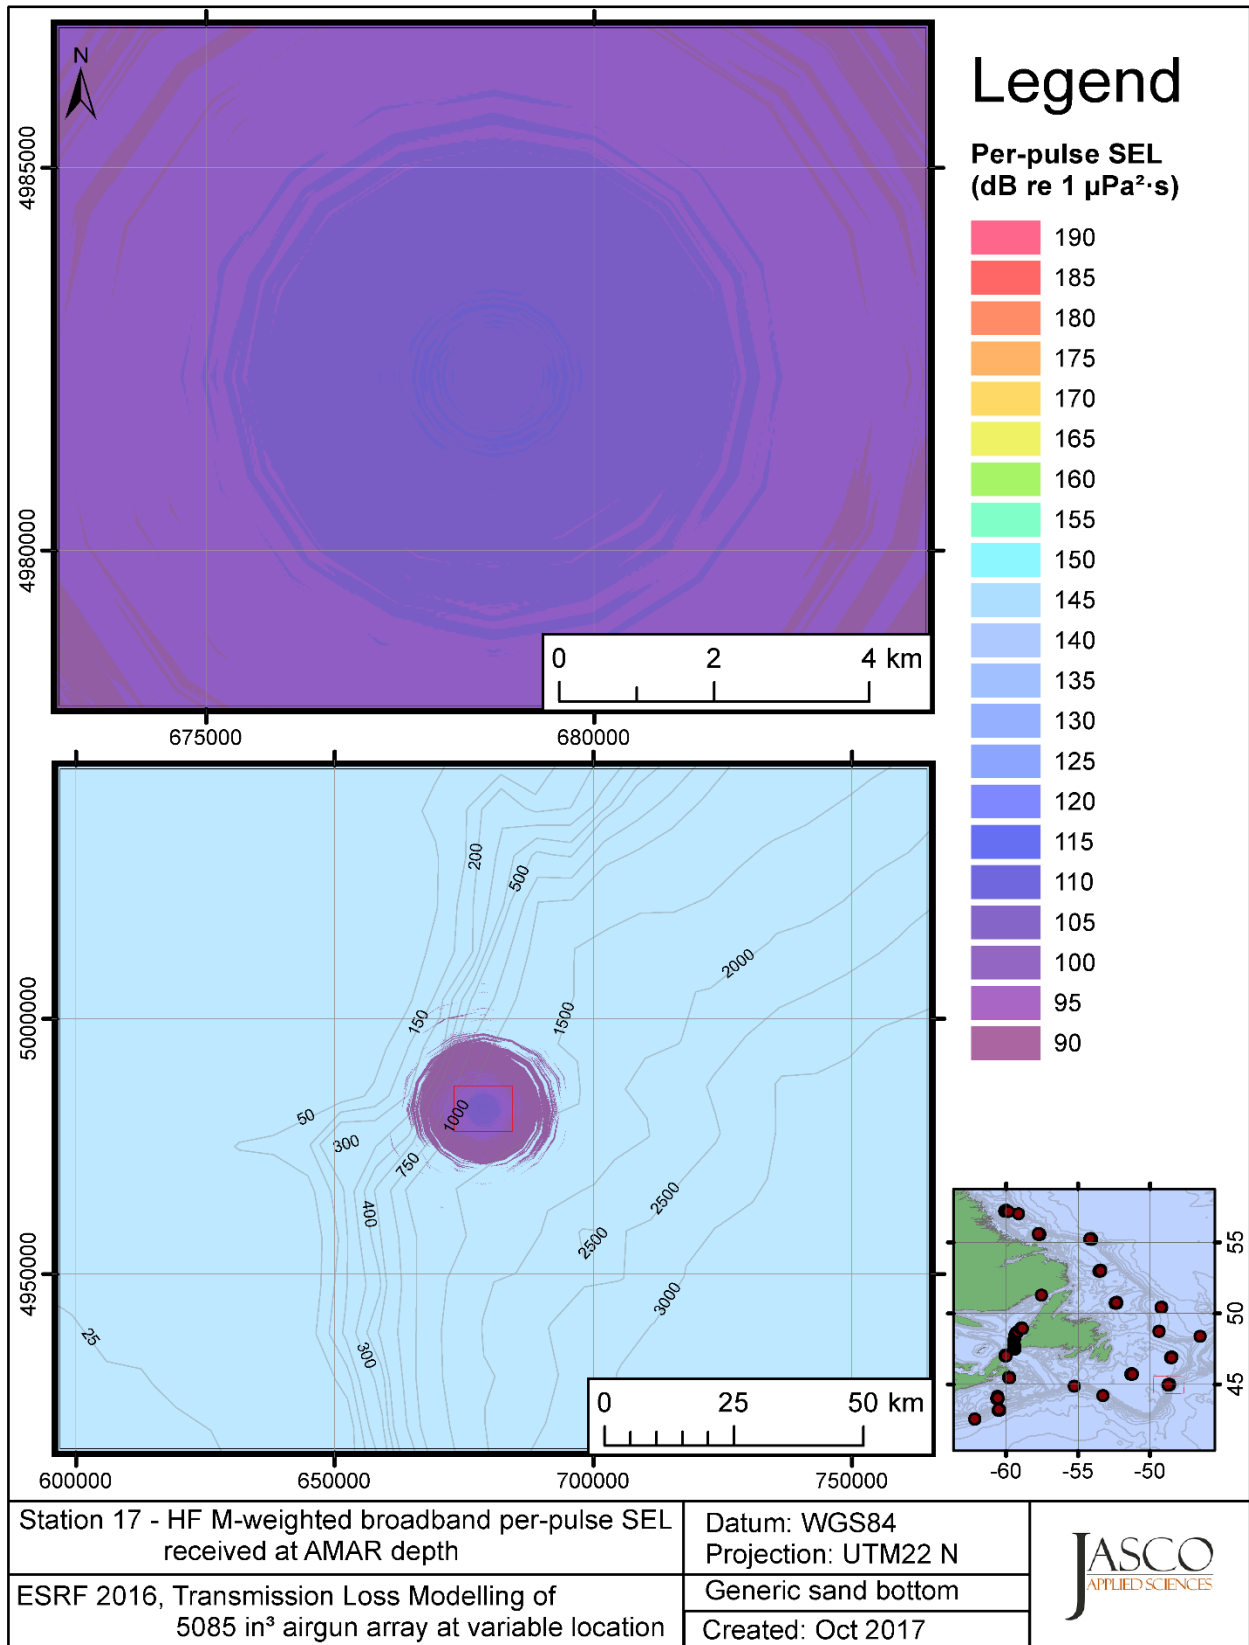 N
4985000
4980000
0 2 4 km
675000 680000
Legend
Per-pulse SEL
(dB re 1 µPa²·s)
190
185
180
175
170
165
160
155
150
145
140
135
130
125
120
115
110
105
100
95
90
5000000
4950000
200
500
2000
1500
150
50
300
1000
750
400
2500
2500
3000
25
300
0 25 50 km
600000 650000 700000 750000
55
50
45
-60 -55 -50
Station 17 - HF M-weighted broadband per-pulse SEL
received at AMAR depth
ESRF 2016, Transmission Loss Modelling of
5085 in³ airgun array at variable location
Datum: WGS84
Projection: UTM22 N
Generic sand bottom
Created: Oct 2017
JASCO
APPLIED SCIENCES